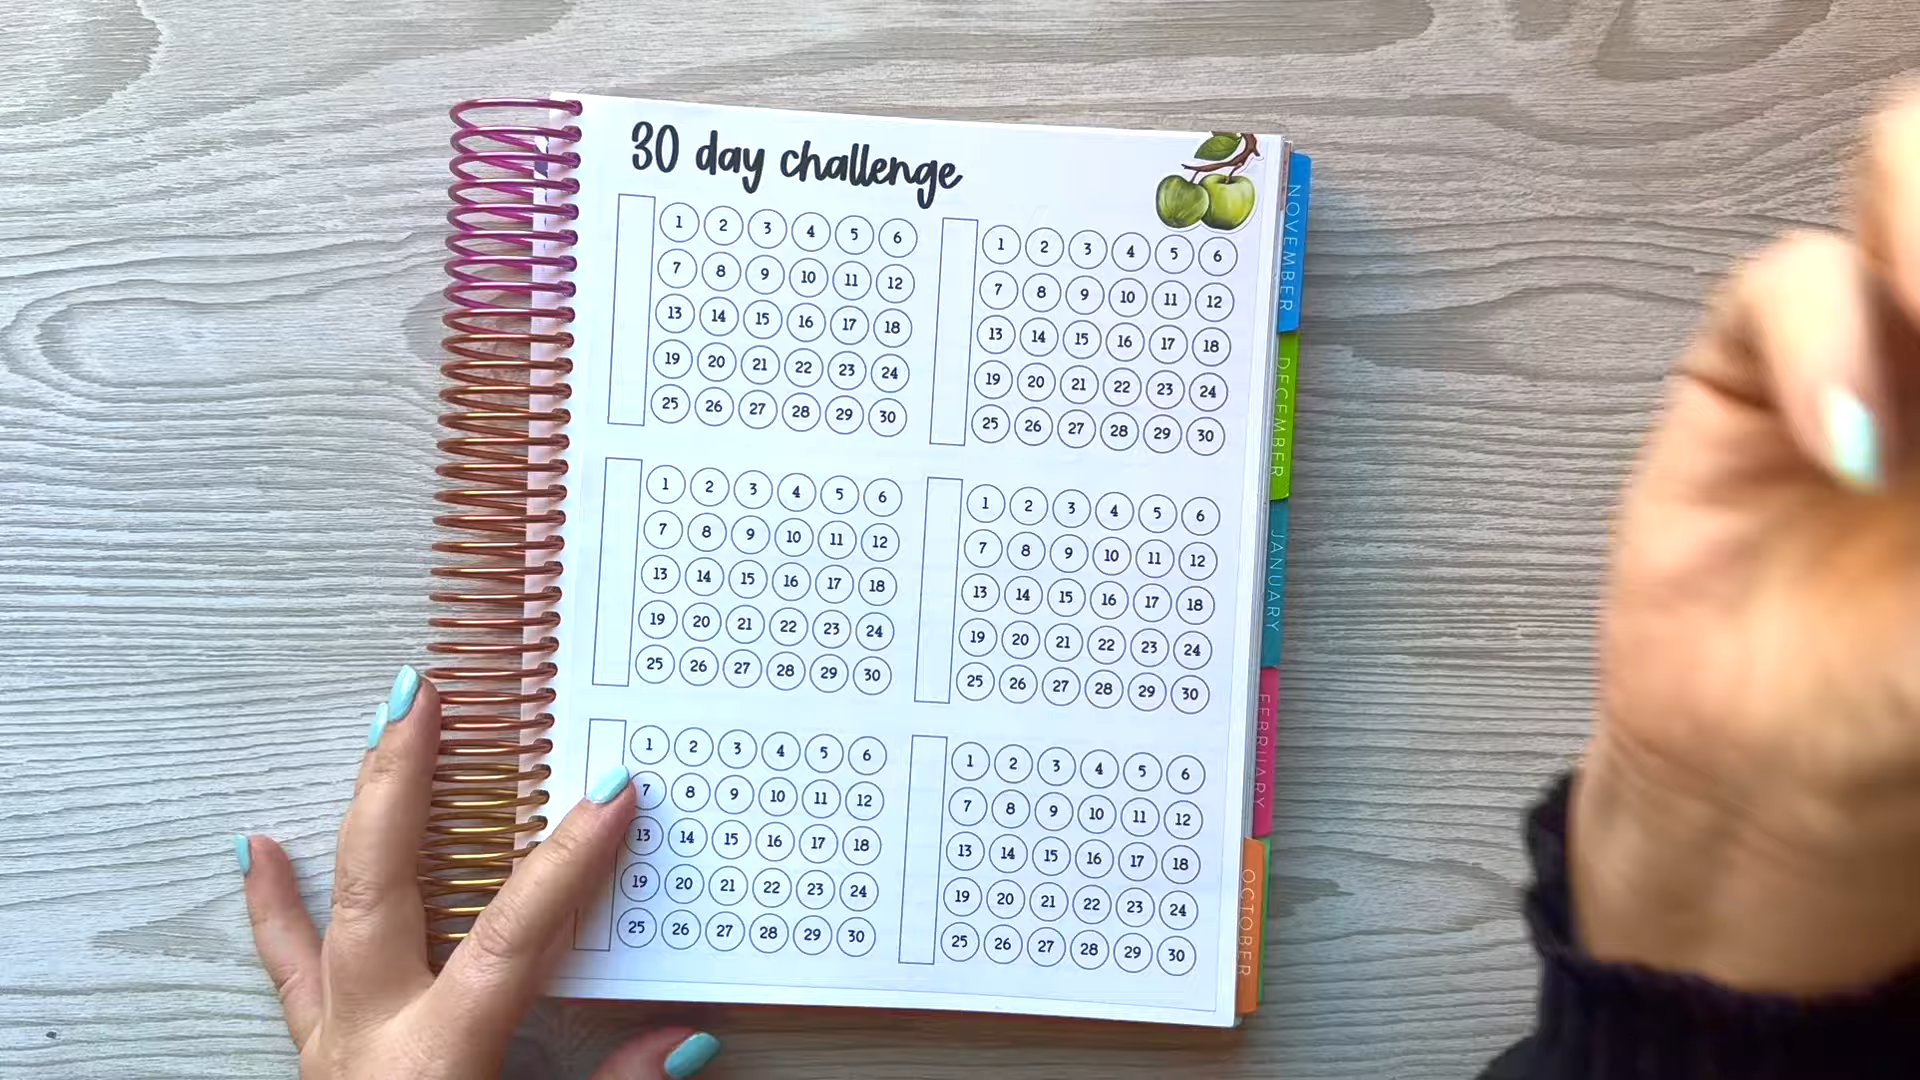 30 day challenge
1 2 3 4 5 6
7 8 9 10 11 12
13 14 15 16 17 18
19 20 21 22 23 24
25 26 27 28 29 30
1 2 3 4 5 6
7 8 9 10 11 12
13 14 15 16 17 18
19 20 21 22 23 24
25 26 27 28 29 30
1 2 3 4 5 6
7 8 9 10 11 12
13 14 15 16 17 18
19 20 21 22 23 24
25 26 27 28 29 30
1 2 3 4 5 6
7 8 9 10 11 12
13 14 15 16 17 18
19 20 21 22 23 24
25 26 27 28 29 30
1 2 3 4 5 6
7 8 9 10 11 12
13 14 15 16 17 18
19 20 21 22 23 24
25 26 27 28 29 30
1 2 3 4 5 6
7 8 9 10 11 12
13 14 15 16 17 18
19 20 21 22 23 24
25 26 27 28 29 30
NOVEMBER
DECEMBER
JANUARY
FEBRUARY
OCTOBER